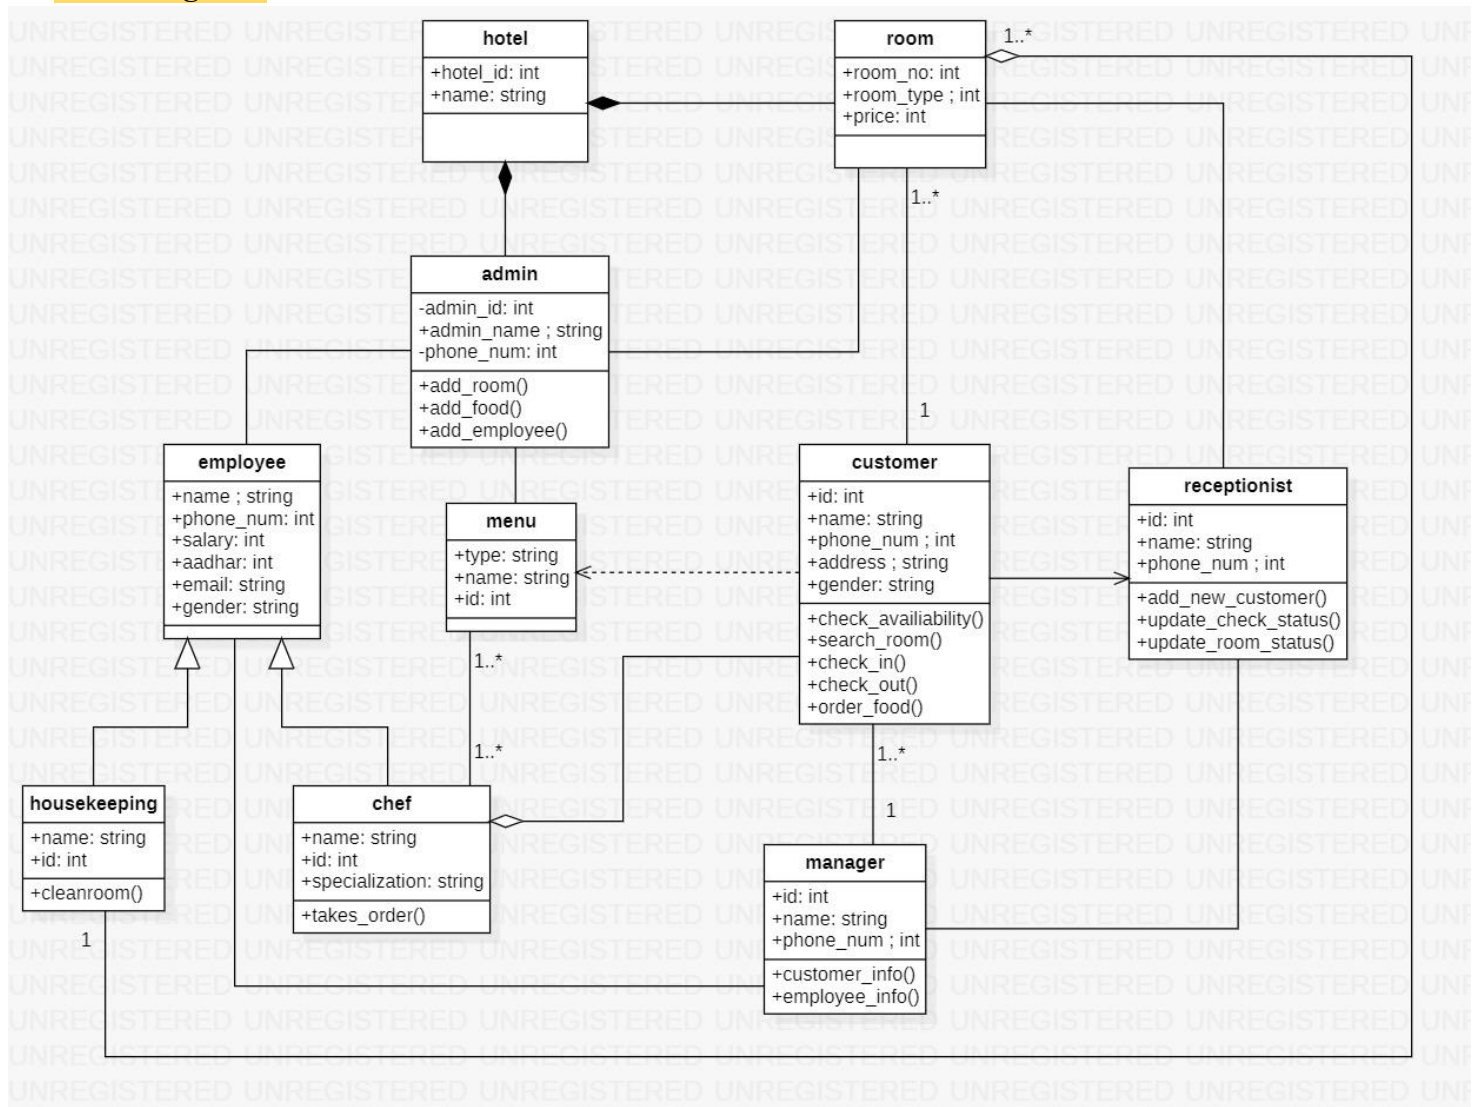 hotel
+hotel_id: int
+name: string
room
+room_no: int
+room_type ; int
+price: int
1..*
1..*
admin
-admin_id: int
+admin_name ; string
-phone_num: int
+add_room()
+add_food()
+add_employee()
1
employee
+name ; string
+phone_num: int
+salary: int
+aadhar: int
+email: string
+gender: string
menu
+type: string
+name: string
+id: int
1..*
1..*
customer
+id: int
+name: string
+phone_num ; int
+address ; string
+gender: string
+check_availiability()
+search_room()
+check_in()
+check_out()
+order_food()
1..*
1
receptionist
+id: int
+name: string
+phone_num ; int
+add_new_customer()
+update_check_status()
+update_room_status()
housekeeping
+name: string
+id: int
+cleanroom()
1
chef
+name: string
+id: int
+specialization: string
+takes_order()
manager
+id: int
+name: string
+phone_num ; int
+customer_info()
+employee_info()
UNREGISTERED